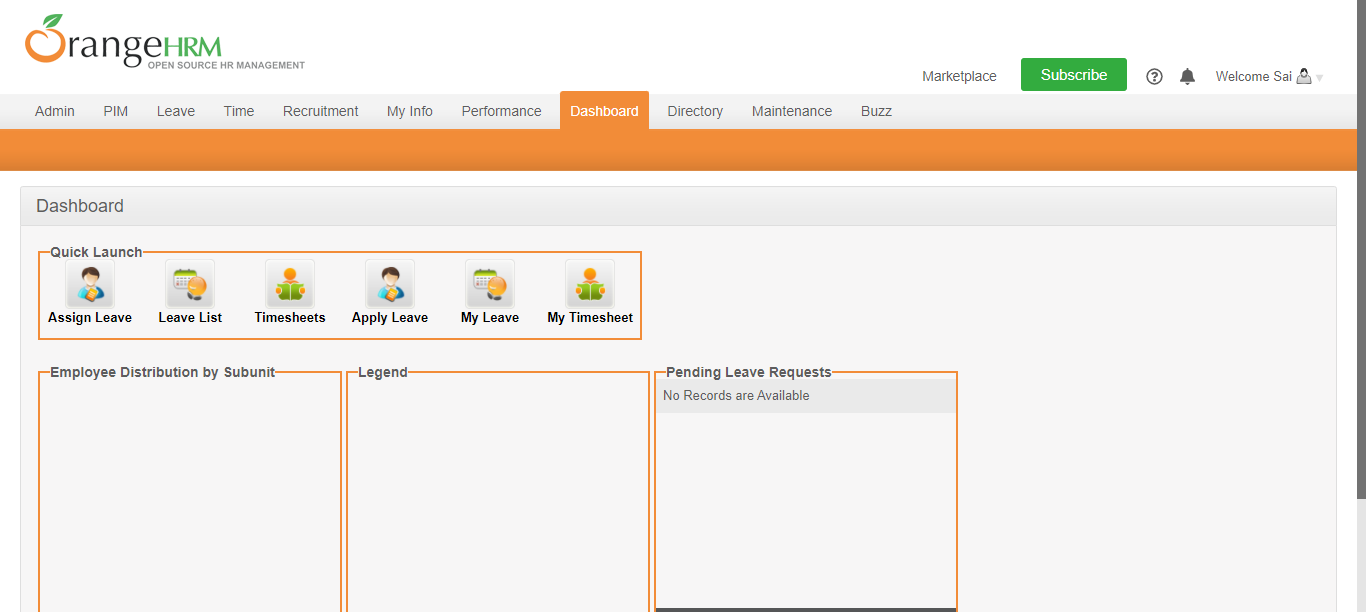 OrangeHRM
OPEN SOURCE HR MANAGEMENT
Marketplace Subscribe ? Welcome Sai
Admin PIM Leave Time Recruitment My Info Performance Dashboard Directory Maintenance Buzz
Dashboard
Quick Launch
Assign Leave Leave List Timesheets Apply Leave My Leave My Timesheet
Employee Distribution by Subunit Legend Pending Leave Requests
No Records are Available